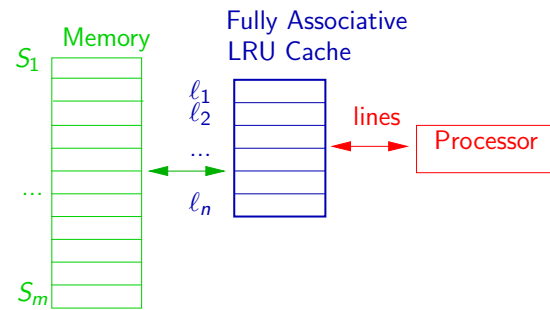 Fully Associative
LRU Cache
Memory
S₁
...
Sₘ
ℓ₁
ℓ₂
...
ℓₙ
lines
Processor